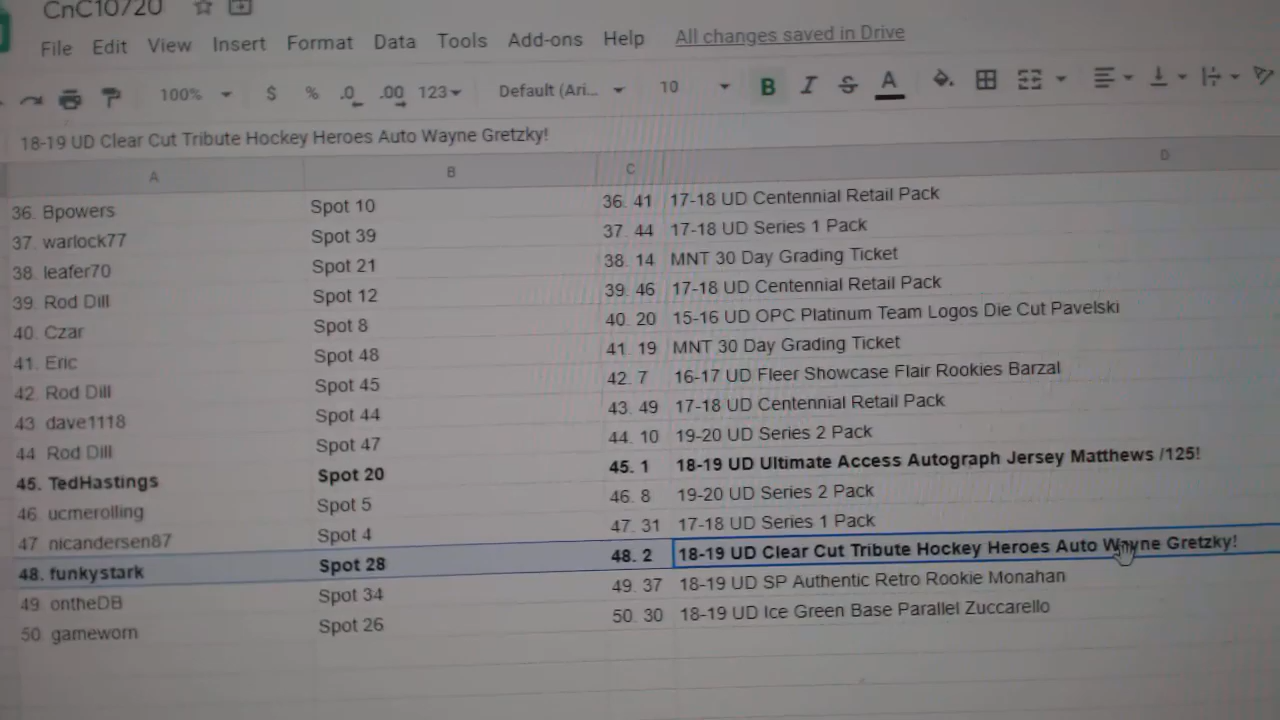 CnC10720
File Edit View Insert Format Data Tools Add-ons Help All changes saved in Drive
100% $ % .0 .00 123 Default (Ari... 10 B I S A
18-19 UD Clear Cut Tribute Hockey Heroes Auto Wayne Gretzky!
A B C D
36. Bpowers Spot 10 36. 41 17-18 UD Centennial Retail Pack
37. warlock77 Spot 39 37. 44 17-18 UD Series 1 Pack
38. leafer70 Spot 21 38. 14 MNT 30 Day Grading Ticket
39. Rod Dill Spot 12 39. 46 17-18 UD Centennial Retail Pack
40. Czar Spot 8 40. 20 15-16 UD OPC Platinum Team Logos Die Cut Pavelski
41. Eric Spot 48 41. 19 MNT 30 Day Grading Ticket
42. Rod Dill Spot 45 42. 7 16-17 UD Fleer Showcase Flair Rookies Barzal
43. dave1118 Spot 44 43. 49 17-18 UD Centennial Retail Pack
44. Rod Dill Spot 47 44. 10 19-20 UD Series 2 Pack
45. TedHastings Spot 20 45. 1 18-19 UD Ultimate Access Autograph Jersey Matthews /125!
46. ucmerolling Spot 5 46. 8 19-20 UD Series 2 Pack
47. nicandersen87 Spot 4 47. 31 17-18 UD Series 1 Pack
48. funkystark Spot 28 48. 2 18-19 UD Clear Cut Tribute Hockey Heroes Auto Wayne Gretzky!
49. ontheDB Spot 34 49. 37 18-19 UD SP Authentic Retro Rookie Monahan
50. gameworn Spot 26 50. 30 18-19 UD Ice Green Base Parallel Zuccarello